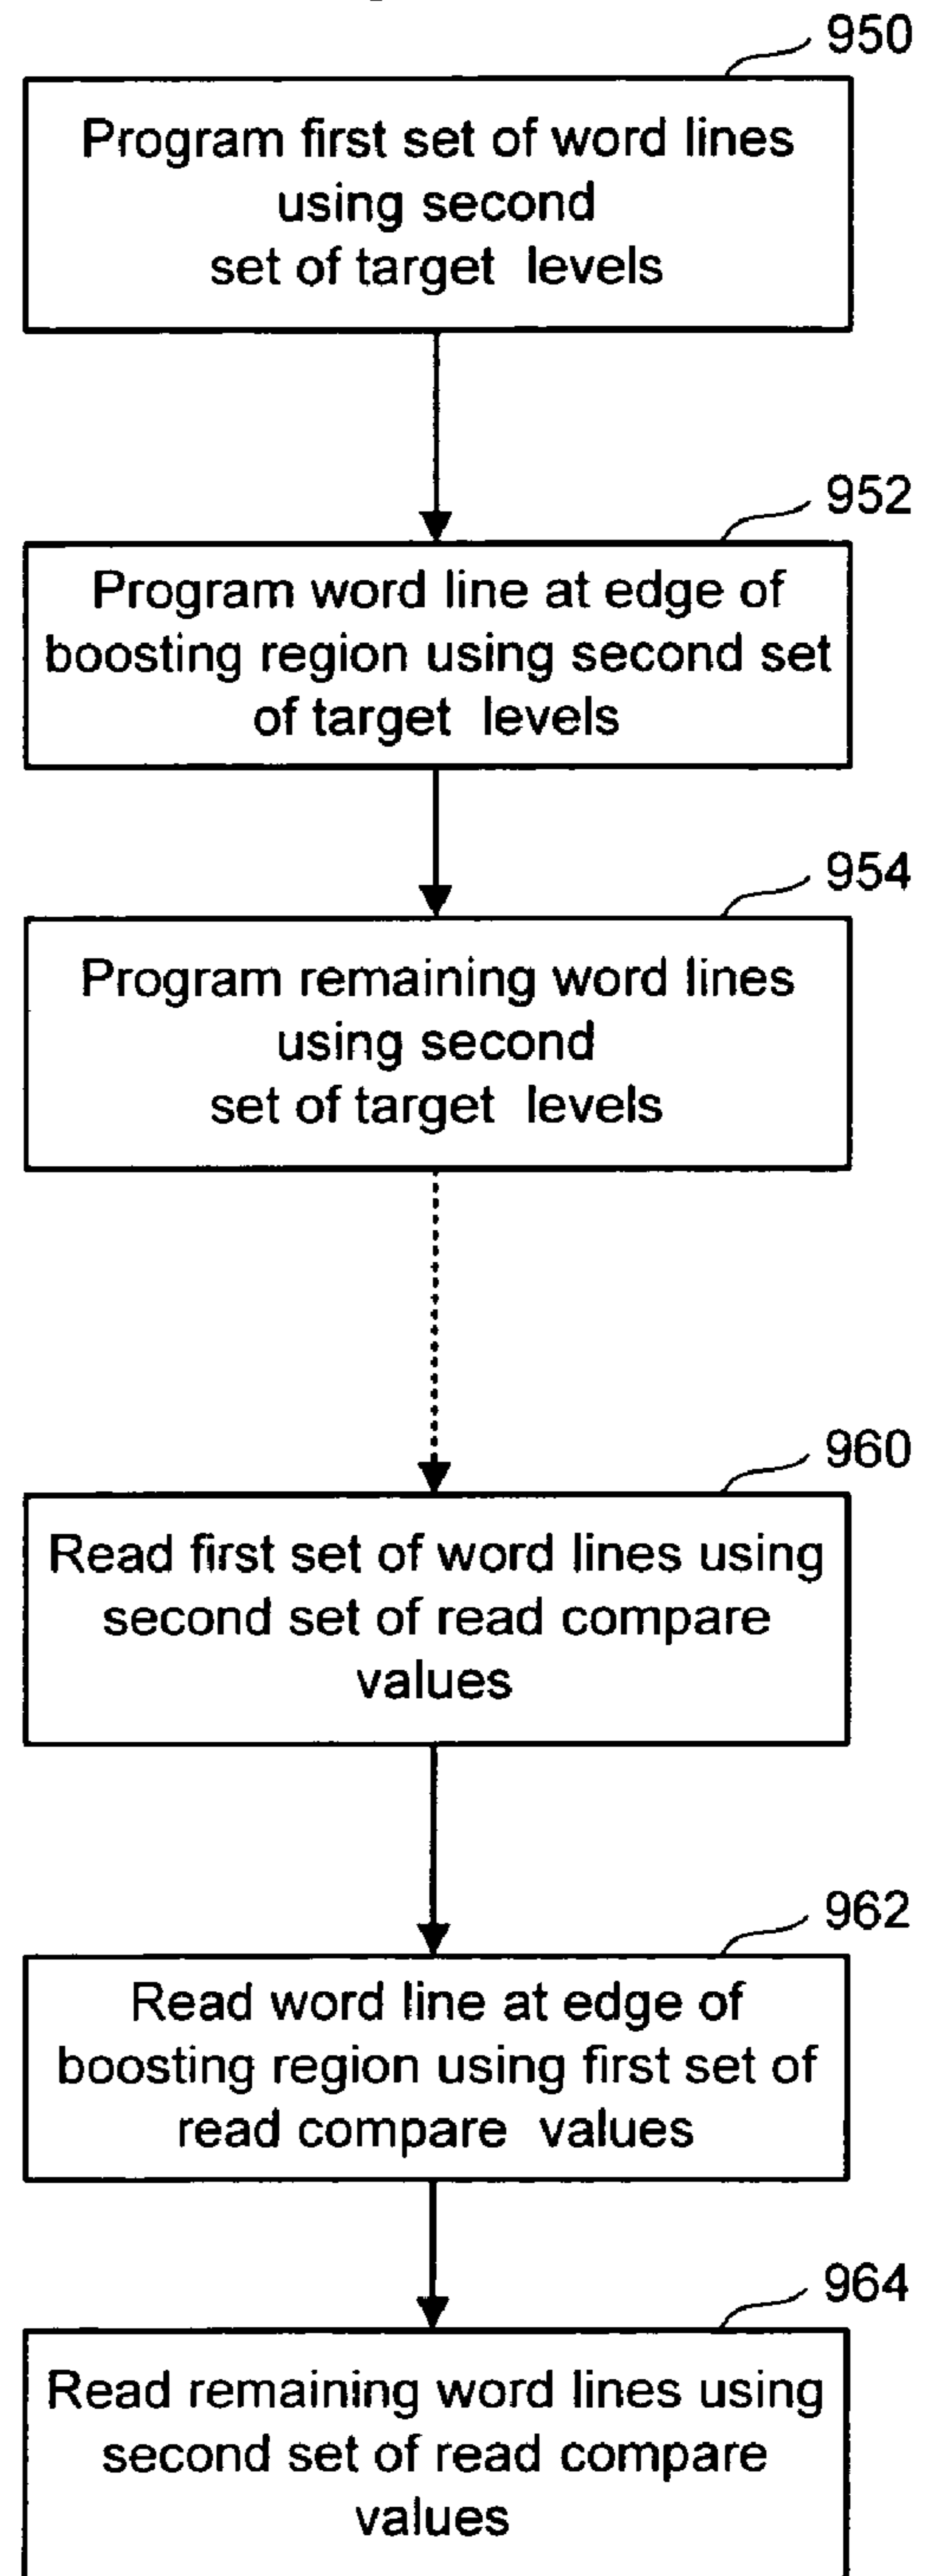 950
Program first set of word lines
using second
set of target levels
952
Program word line at edge of
boosting region using second set
of target levels
954
Program remaining word lines
using second
set of target levels
960
Read first set of word lines using
second set of read compare
values
962
Read word line at edge of
boosting region using first set of
read compare values
964
Read remaining word lines using
second set of read compare
values